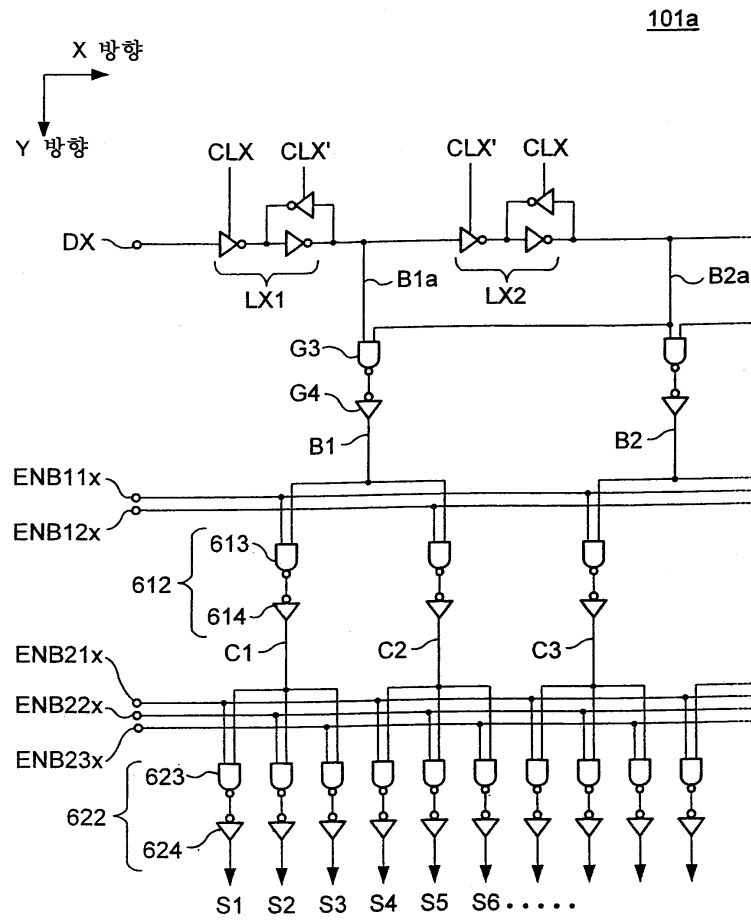 101a
X 방향
Y 방향
CLX CLX' CLX' CLX
DX
LX1 B1a LX2 B2a
G3
G4
B1 B2
ENB11x
ENB12x
613
612
614
C1 C2 C3
ENB21x
ENB22x
ENB23x
623
622
624
S1 S2 S3 S4 S5 S6 · · · · ·